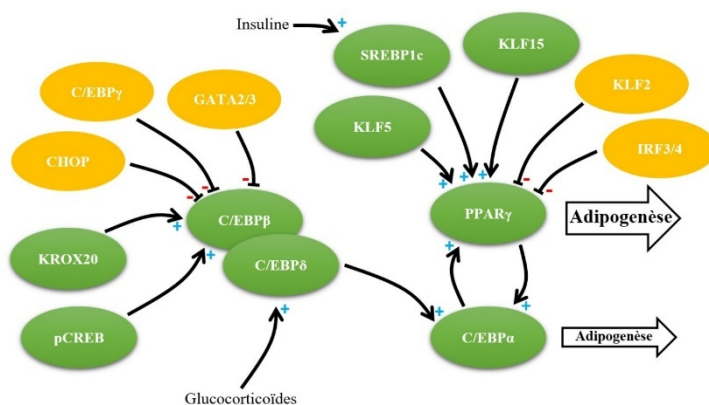 Insuline
+
SREBP1c
KLF15
C/EBPγ
GATA2/3
KLF2
KLF5
CHOP
IRF3/4
-
-
-
+
+
+
-
-
C/EBPβ
PPARγ
Adipogenèse
+
+
KROX20
C/EBPδ
+
+
+
+
pCREB
C/EBPα
Adipogenèse
Glucocorticoïdes